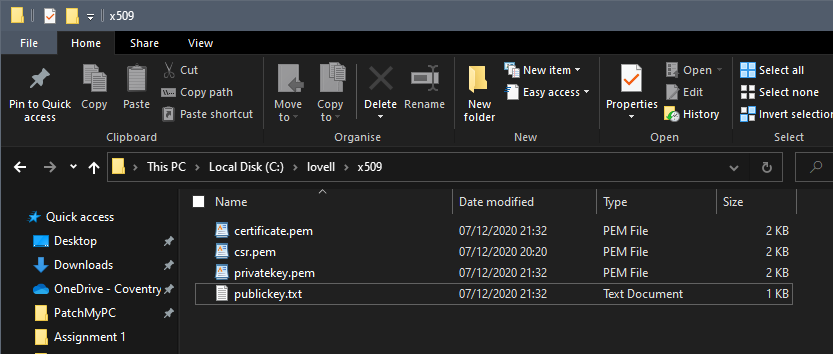 x509
File Home Share View
Pin to Quick access
Copy
Paste
Cut
Copy path
Paste shortcut
Clipboard
Move to
Copy to
Delete
Rename
Organise
New folder
New item
Easy access
New
Properties
Open
Edit
History
Open
Select all
Select none
Invert selection
Select
This PC Local Disk (C:) lovell x509
Name Date modified Type Size
Quick access
Desktop
Downloads
OneDrive - Coventry
PatchMyPC
Assignment 1
certificate.pem 07/12/2020 21:32 PEM File 2 KB
csr.pem 07/12/2020 20:20 PEM File 2 KB
privatekey.pem 07/12/2020 21:32 PEM File 2 KB
publickey.txt 07/12/2020 21:32 Text Document 1 KB